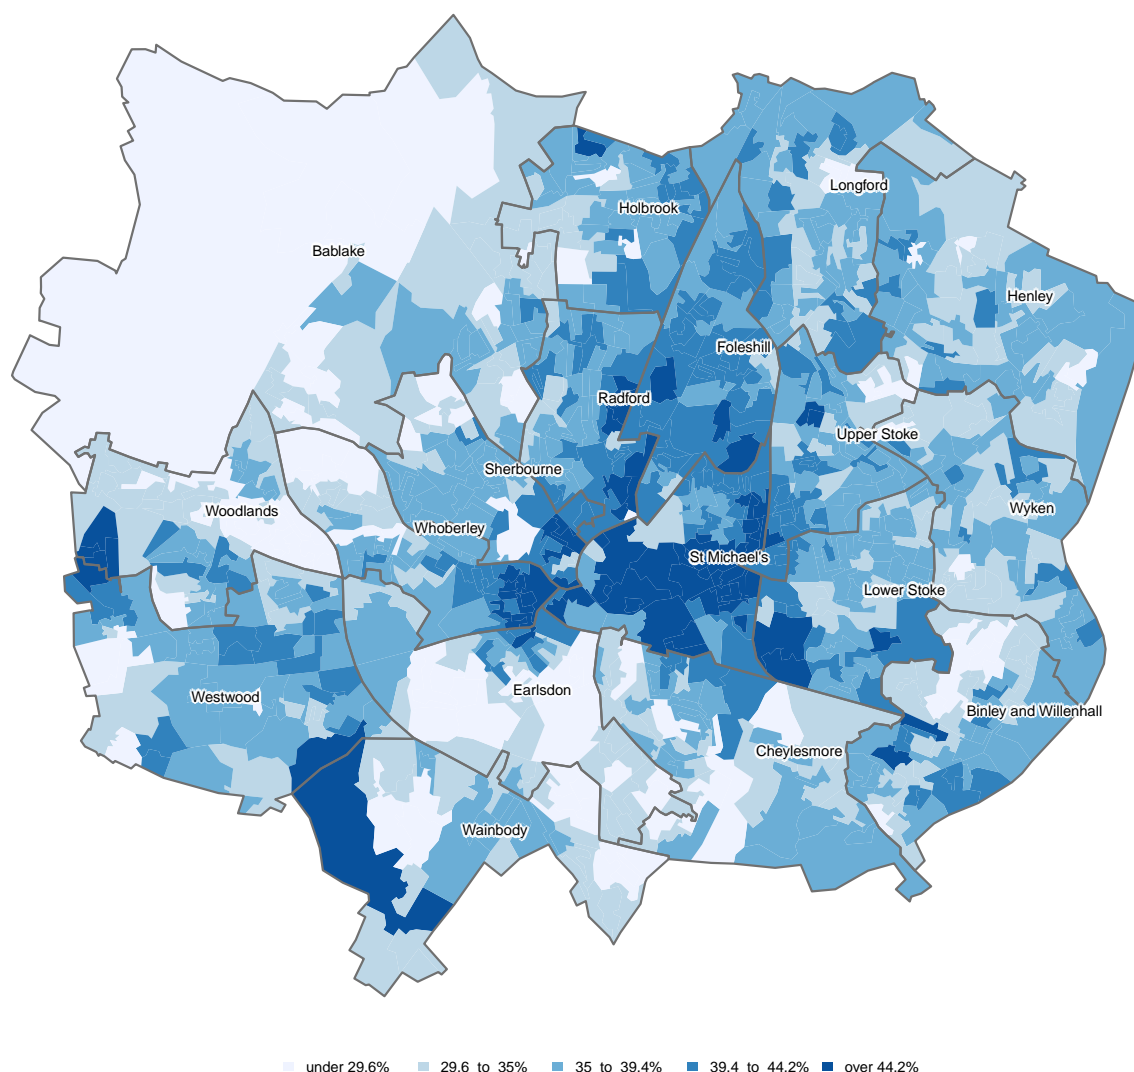 Longford
Holbrook
Bablake
Henley
Foleshill
Radford
Upper Stoke
Sherbourne
Wyken
Woodlands
Whoberley
St Michael's
Lower Stoke
Earlsdon
Westwood
Binley and Willenhall
Cheylesmore
Wainbody
under 29.6% 29.6 to 35% 35 to 39.4% 39.4 to 44.2% over 44.2%